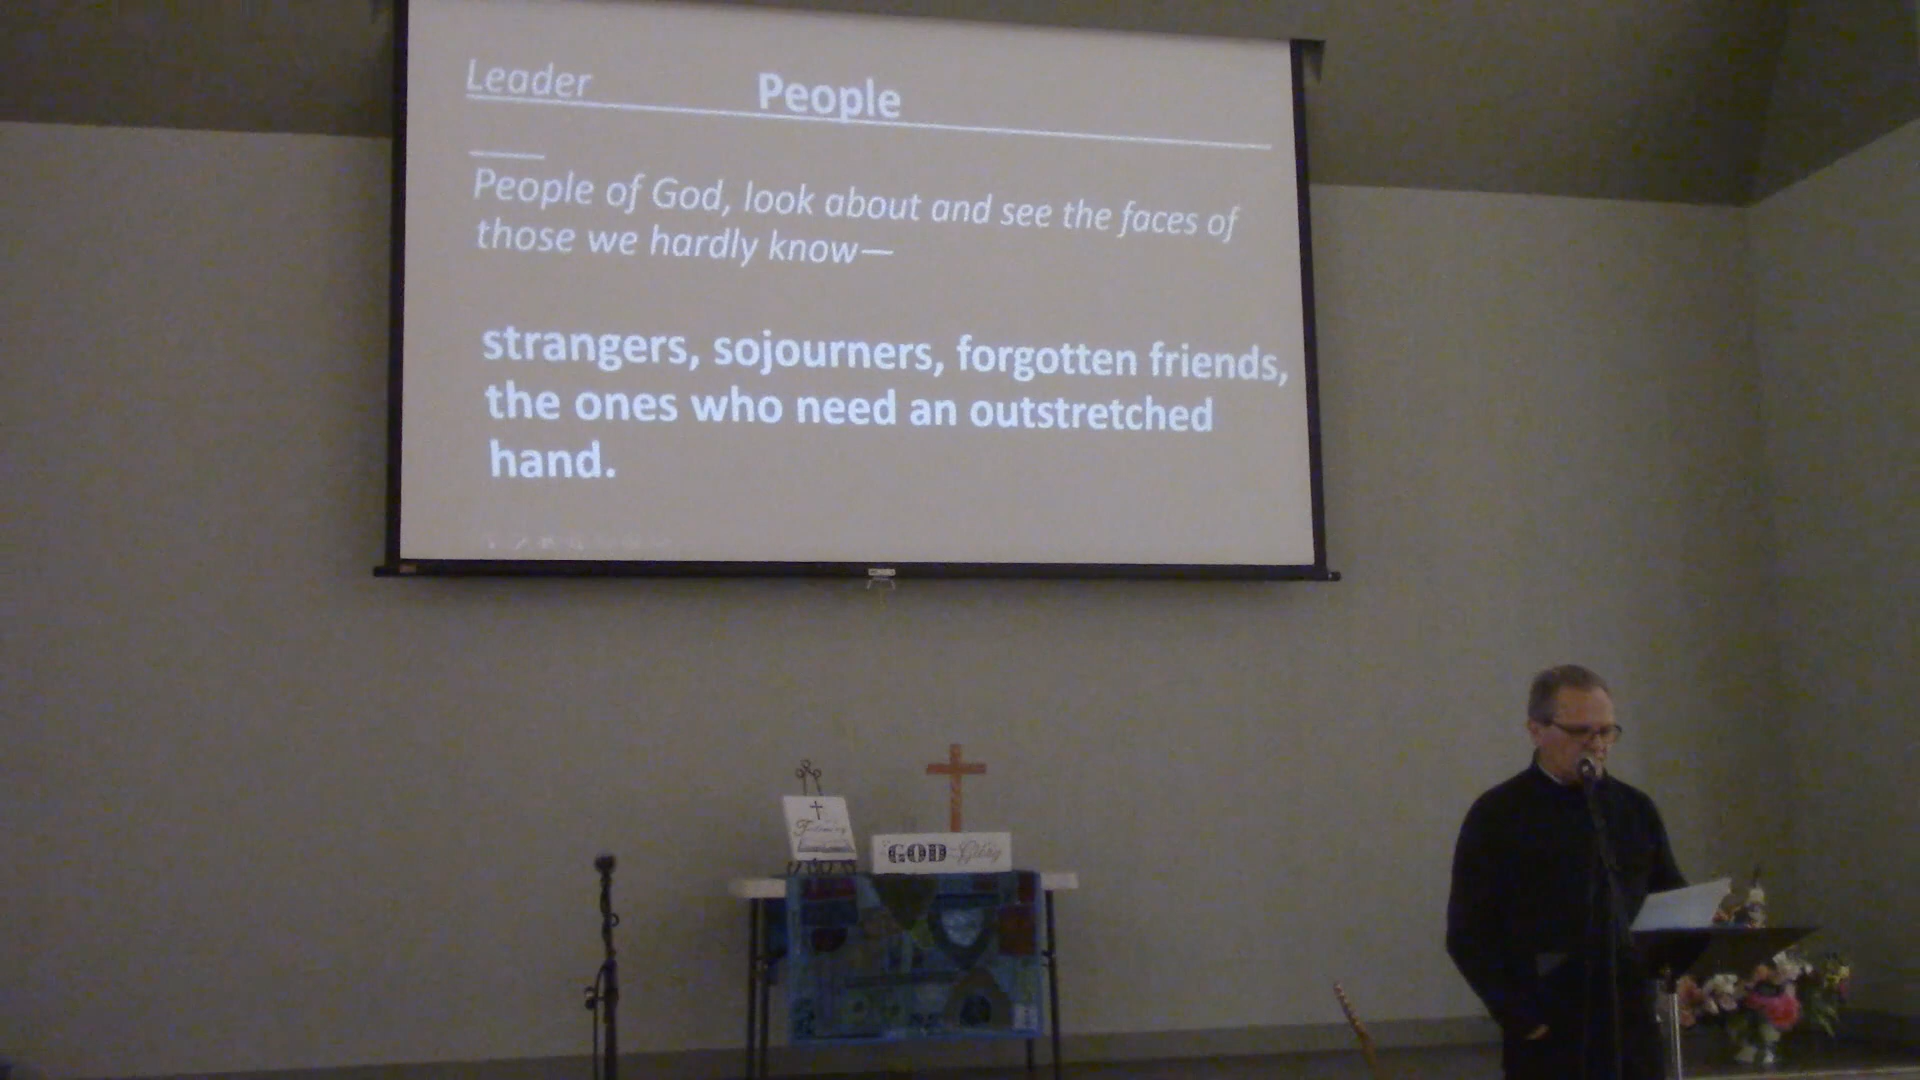 Leader People
People of God, look about and see the faces of
those we hardly know—
strangers, sojourners, forgotten friends,
the ones who need an outstretched
hand.
GOD Glory